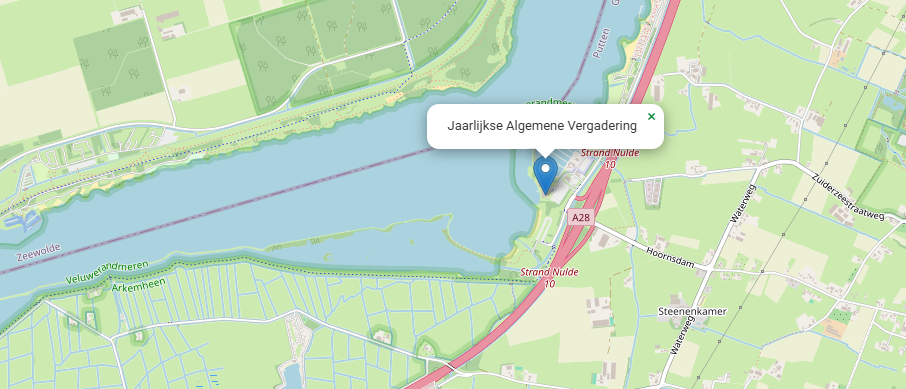 Putten
Veluwerandmeren
Jaarlijkse Algemene Vergadering
×
Strand Nulde
10
Zuiderzeestraatweg
Waterweg
A28
Zeewolde
Hoornsdam
Veluwerandmeren
Arkemheen
Strand Nulde
10
Steenenkamer
Waterweg